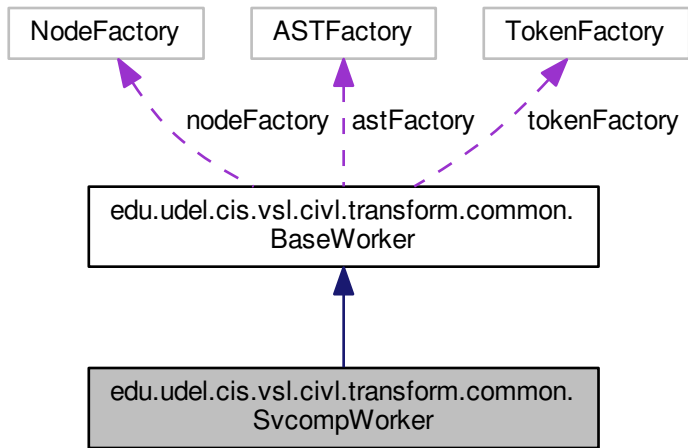 NodeFactory
ASTFactory
TokenFactory
nodeFactory
astFactory
tokenFactory
edu.udel.cis.vsl.civl.transform.common.
BaseWorker
edu.udel.cis.vsl.civl.transform.common.
SvcompWorker